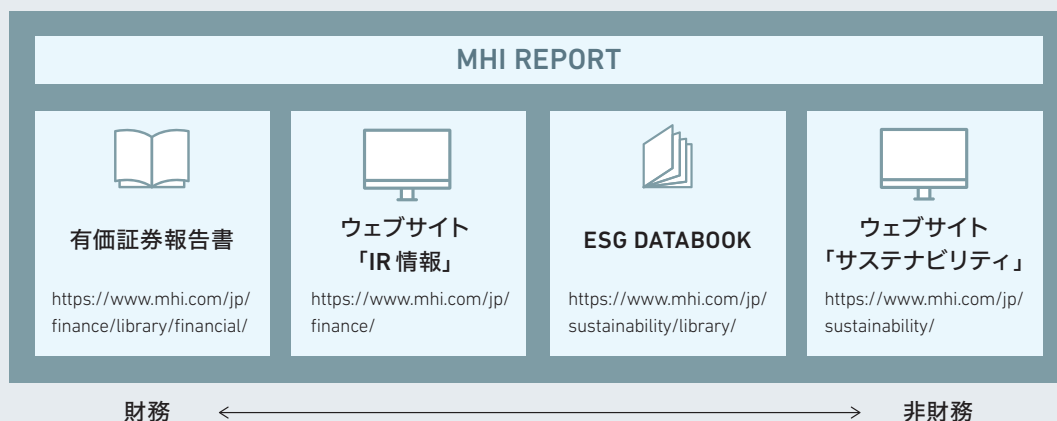 MHI REPORT
有価証券報告書
https://www.mhi.com/jp/
finance/library/financial/
ウェブサイト
「IR 情報」
https://www.mhi.com/jp/
finance/
ESG DATABOOK
https://www.mhi.com/jp/
sustainability/library/
ウェブサイト
「サステナビリティ」
https://www.mhi.com/jp/
sustainability/
財務
非財務